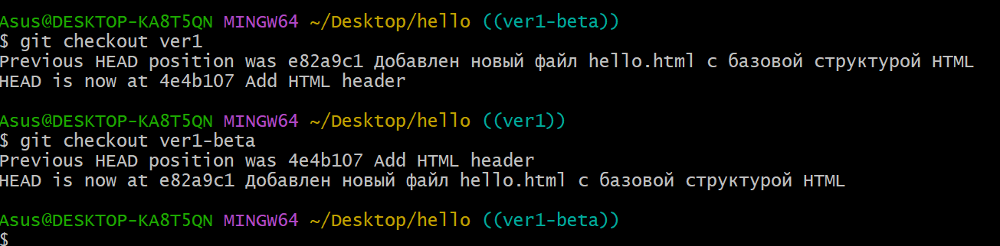 Asus@DESKTOP-KA8T5QN MINGW64 ~/Desktop/hello ((ver1-beta))
$ git checkout ver1
Previous HEAD position was e82a9c1 Добавлен новый файл hello.html с базовой структурой HTML
HEAD is now at 4e4b107 Add HTML header
Asus@DESKTOP-KA8T5QN MINGW64 ~/Desktop/hello ((ver1))
$ git checkout ver1-beta
Previous HEAD position was 4e4b107 Add HTML header
HEAD is now at e82a9c1 Добавлен новый файл hello.html с базовой структурой HTML
Asus@DESKTOP-KA8T5QN MINGW64 ~/Desktop/hello ((ver1-beta))
$